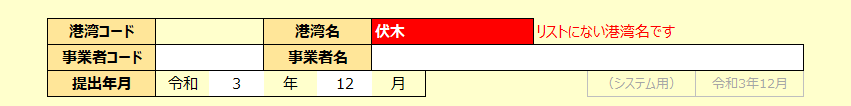 港湾コード 港湾名 伏木 リストにない港湾名です
事業者コード 事業者名
提出年月 令和 3 年 12 月 （システム用） 令和3年12月